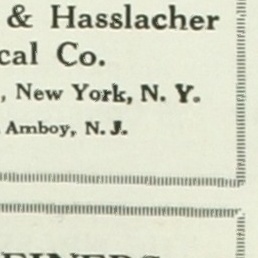 & Hasslacher
cal Co.
, New York, N. Y.
Amboy, N. J.